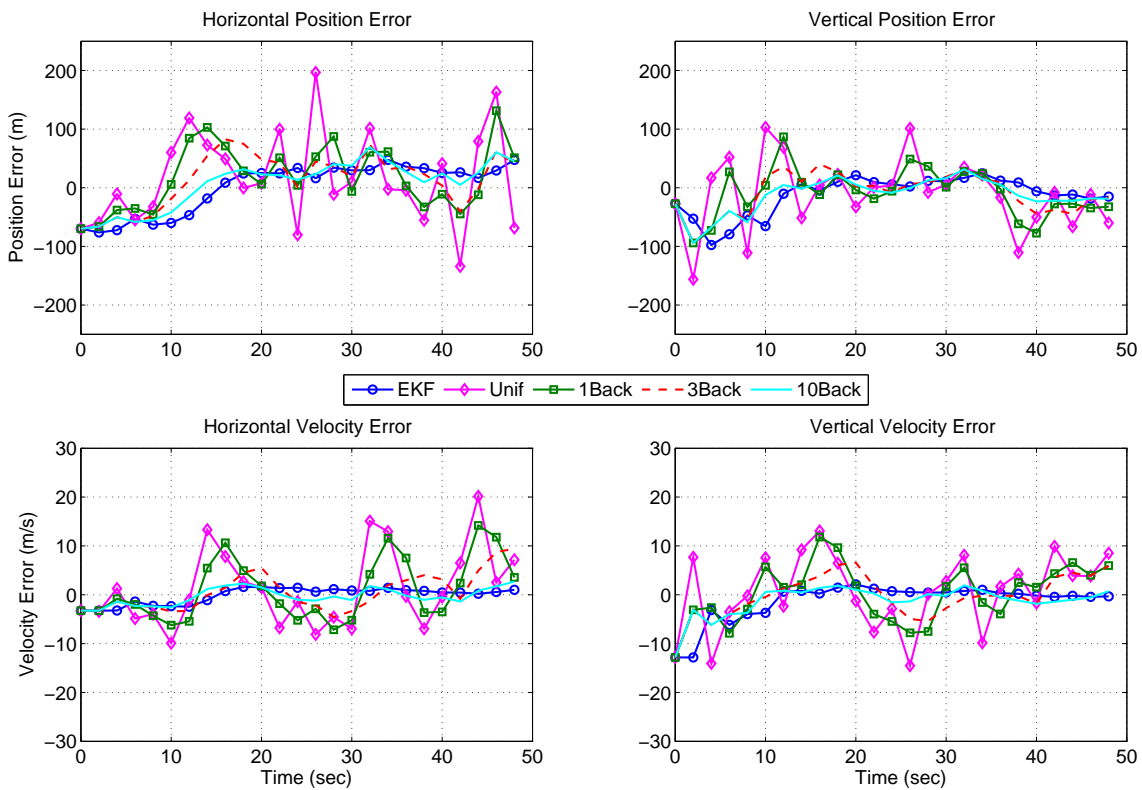 Horizontal Position Error
Vertical Position Error
Position Error (m)
200
100
0
−100
−200
0 10 20 30 40 50
200
100
0
−100
−200
0 10 20 30 40 50
EKF Unif 1Back 3Back 10Back
Horizontal Velocity Error
Vertical Velocity Error
Velocity Error (m/s)
30
20
10
0
−10
−20
−30
0 10 20 30 40 50
Time (sec)
30
20
10
0
−10
−20
−30
0 10 20 30 40 50
Time (sec)